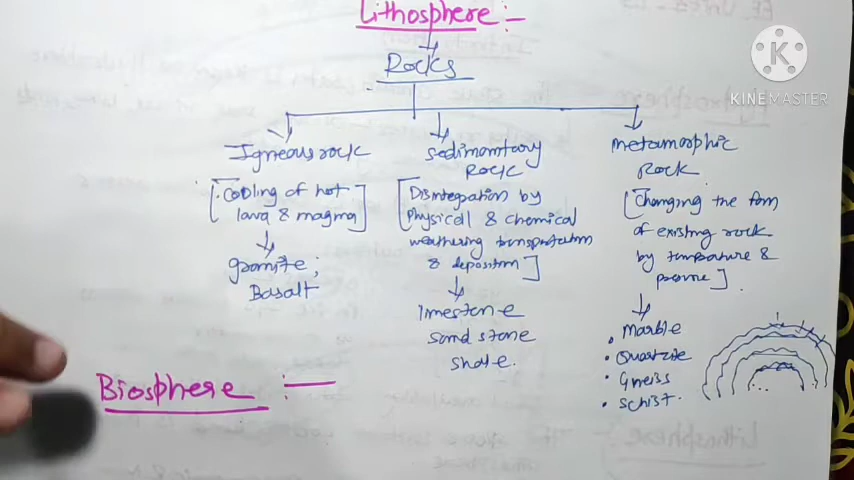 Lithosphere :-
KINEMASTER
Rocks
Igneous rock
[Cooling of hot
lava & magma]
Granite;
Basalt
Sedimentary
Rock
[Disintegration by
Physicall & chemical
weathering transportation
& deposition]
limestone
Sand stone
Shale.
Metamorphic
Rock
[Changing the form
of existing rock
by temperature &
pressure].
• Marble
• Quartzite
• Gneiss
• Schist.
Biosphere :—